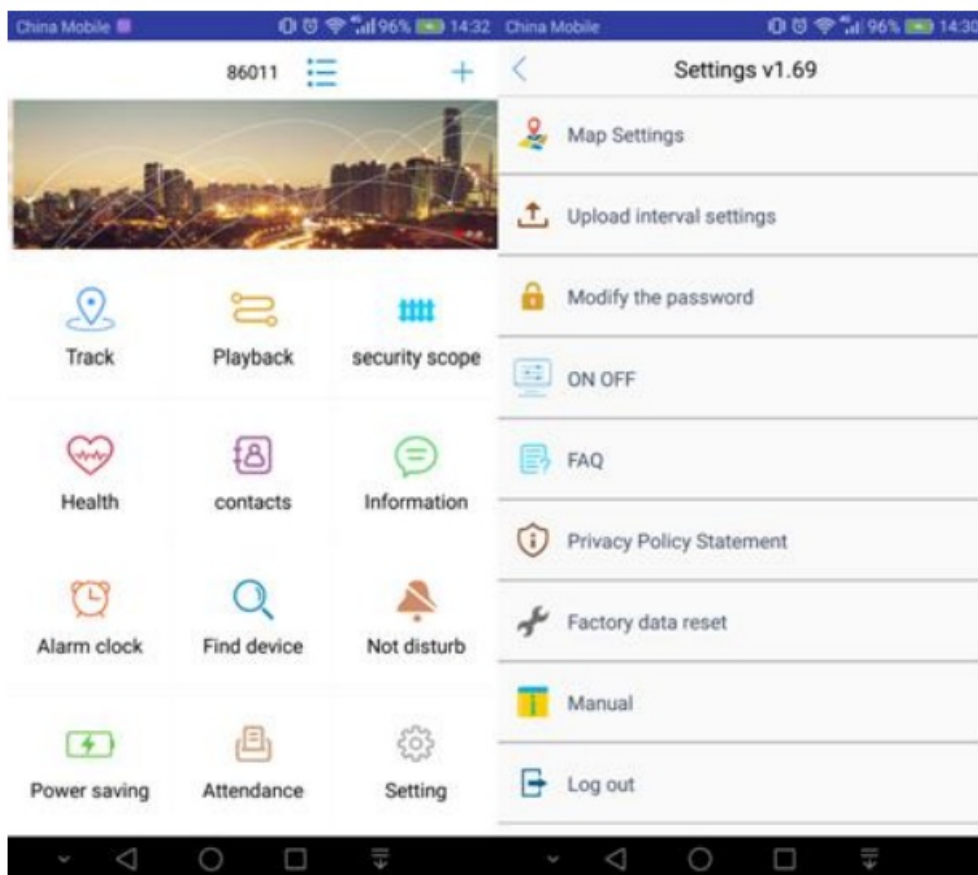 China Mobile 96% 14:32
86011
Track Playback security scope
Health contacts Information
Alarm clock Find device Not disturb
Power saving Attendance Setting
China Mobile 96% 14:30
Settings v1.69
Map Settings
Upload interval settings
Modify the password
ON OFF
FAQ
Privacy Policy Statement
Factory data reset
Manual
Log out